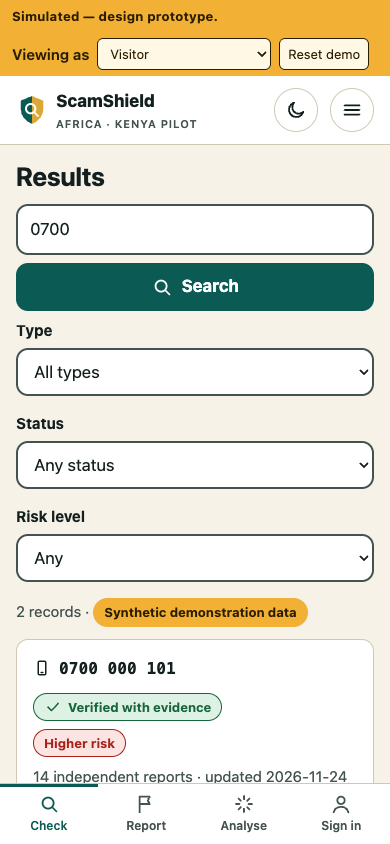 Simulated — design prototype.
Viewing as Visitor Reset demo
ScamShield
AFRICA · KENYA PILOT
Results
0700
Search
Type
All types
Status
Any status
Risk level
Any
2 records · Synthetic demonstration data
0700 000 101
Verified with evidence
Higher risk
14 independent reports · updated 2026-11-24
Check Report Analyse Sign in